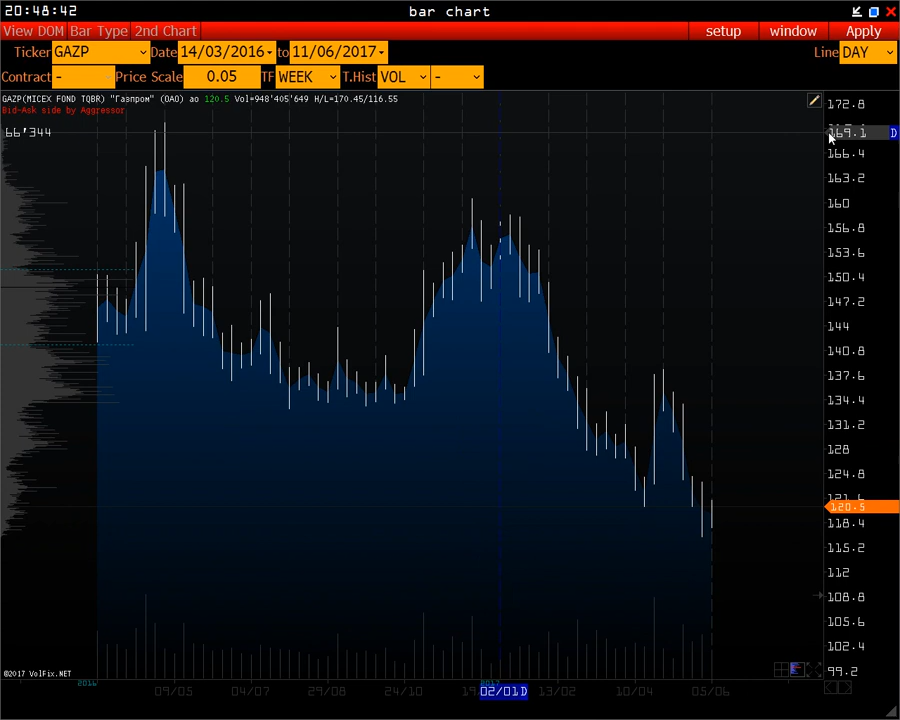 20:48:42 bar chart
View DOM Bar Type 2nd Chart setup window Apply
Ticker GAZP Date 14/03/2016 to 11/06/2017 Line DAY
Contract - Price Scale 0.05 TF WEEK T.Hist VOL -
GAZP(MICEX FOND TQBR) "Газпром" (ОАО) ао 120.5 Vol=948'405'649 H/L=170.45/116.55
Bid-Ask side by Aggressor
172.8
66'344
169.1 D
166.4
163.2
160
156.8
153.6
150.4
147.2
144
140.8
137.6
134.4
131.2
128
124.8
121.6
120.5
118.4
115.2
112
108.8
105.6
102.4
99.2
©2017 VolFix.NET
2016 2017
09/05 04/07 29/08 24/10 02/01D 13/02 10/04 05/06